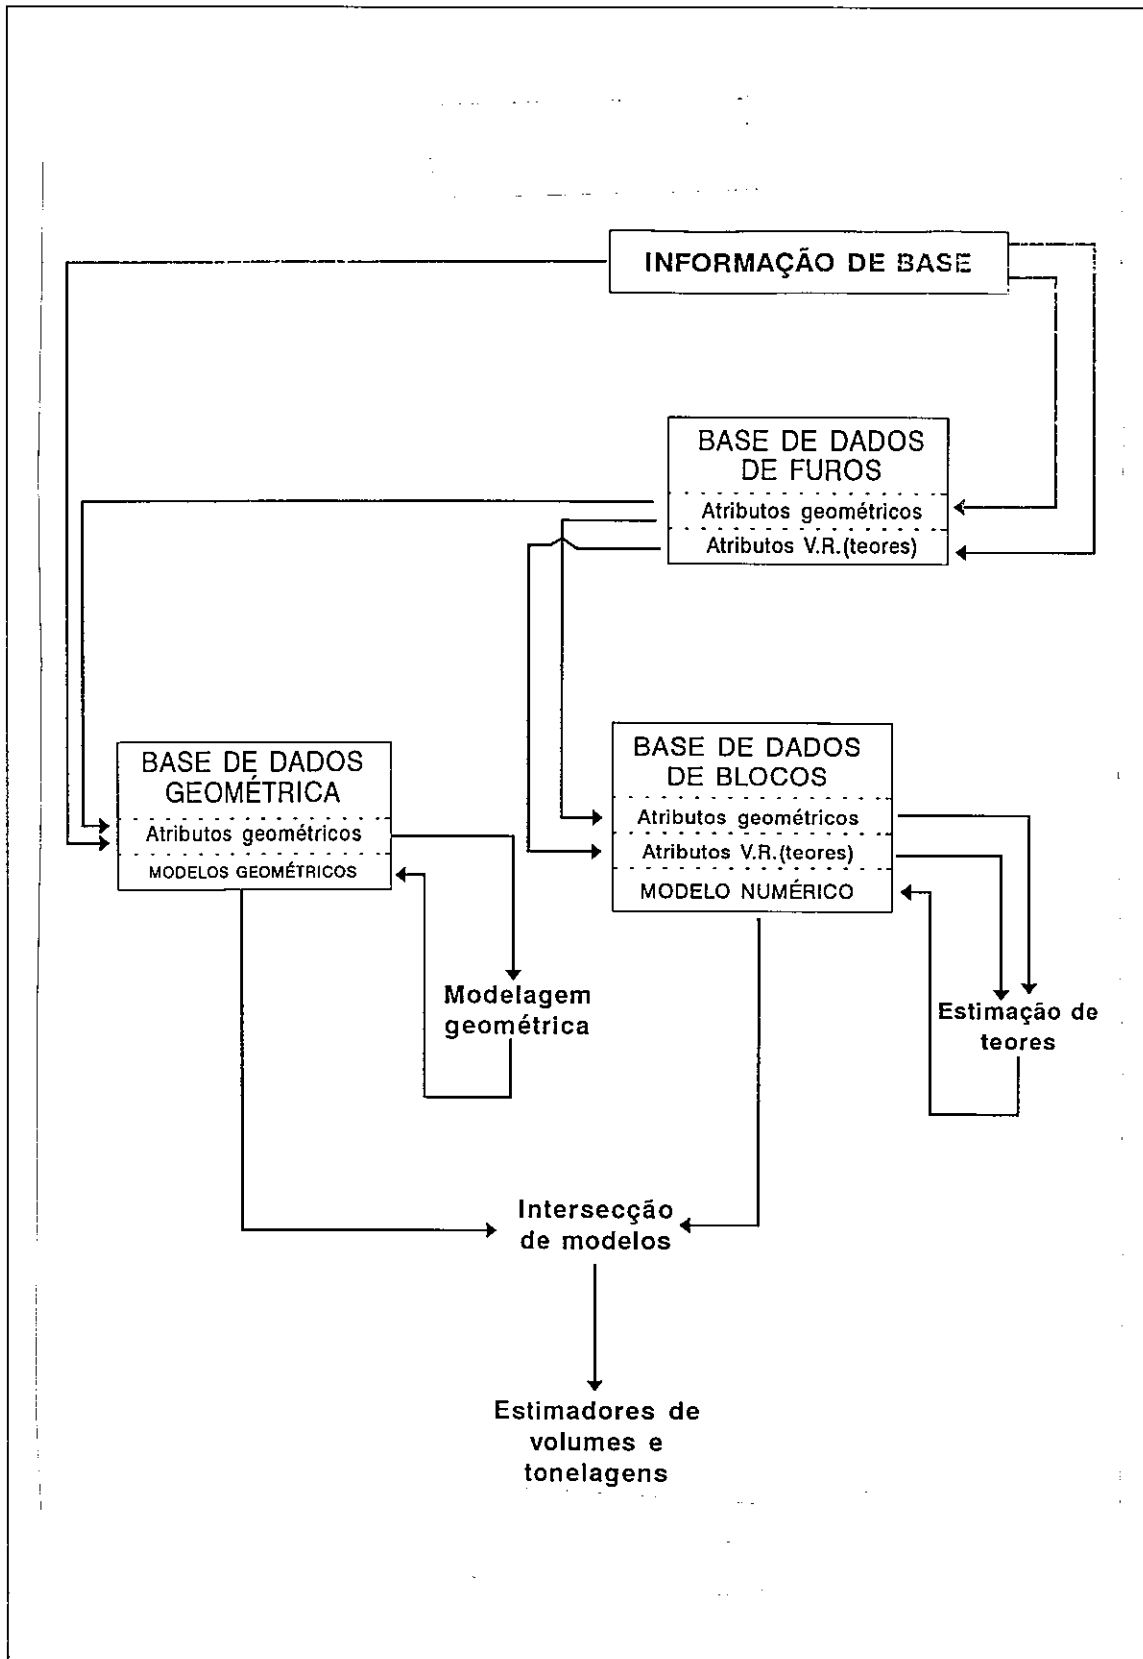 INFORMAÇÃO DE BASE
BASE DE DADOS
DE FUROS
Atributos geométricos
Atributos V.R.(teores)
BASE DE DADOS
GEOMÉTRICA
Atributos geométricos
MODELOS GEOMÉTRICOS
BASE DE DADOS
DE BLOCOS
Atributos geométricos
Atributos V.R.(teores)
MODELO NUMÉRICO
Modelagem
geométrica
Estimação de
teores
Intersecção
de modelos
Estimadores de
volumes e
tonelagens